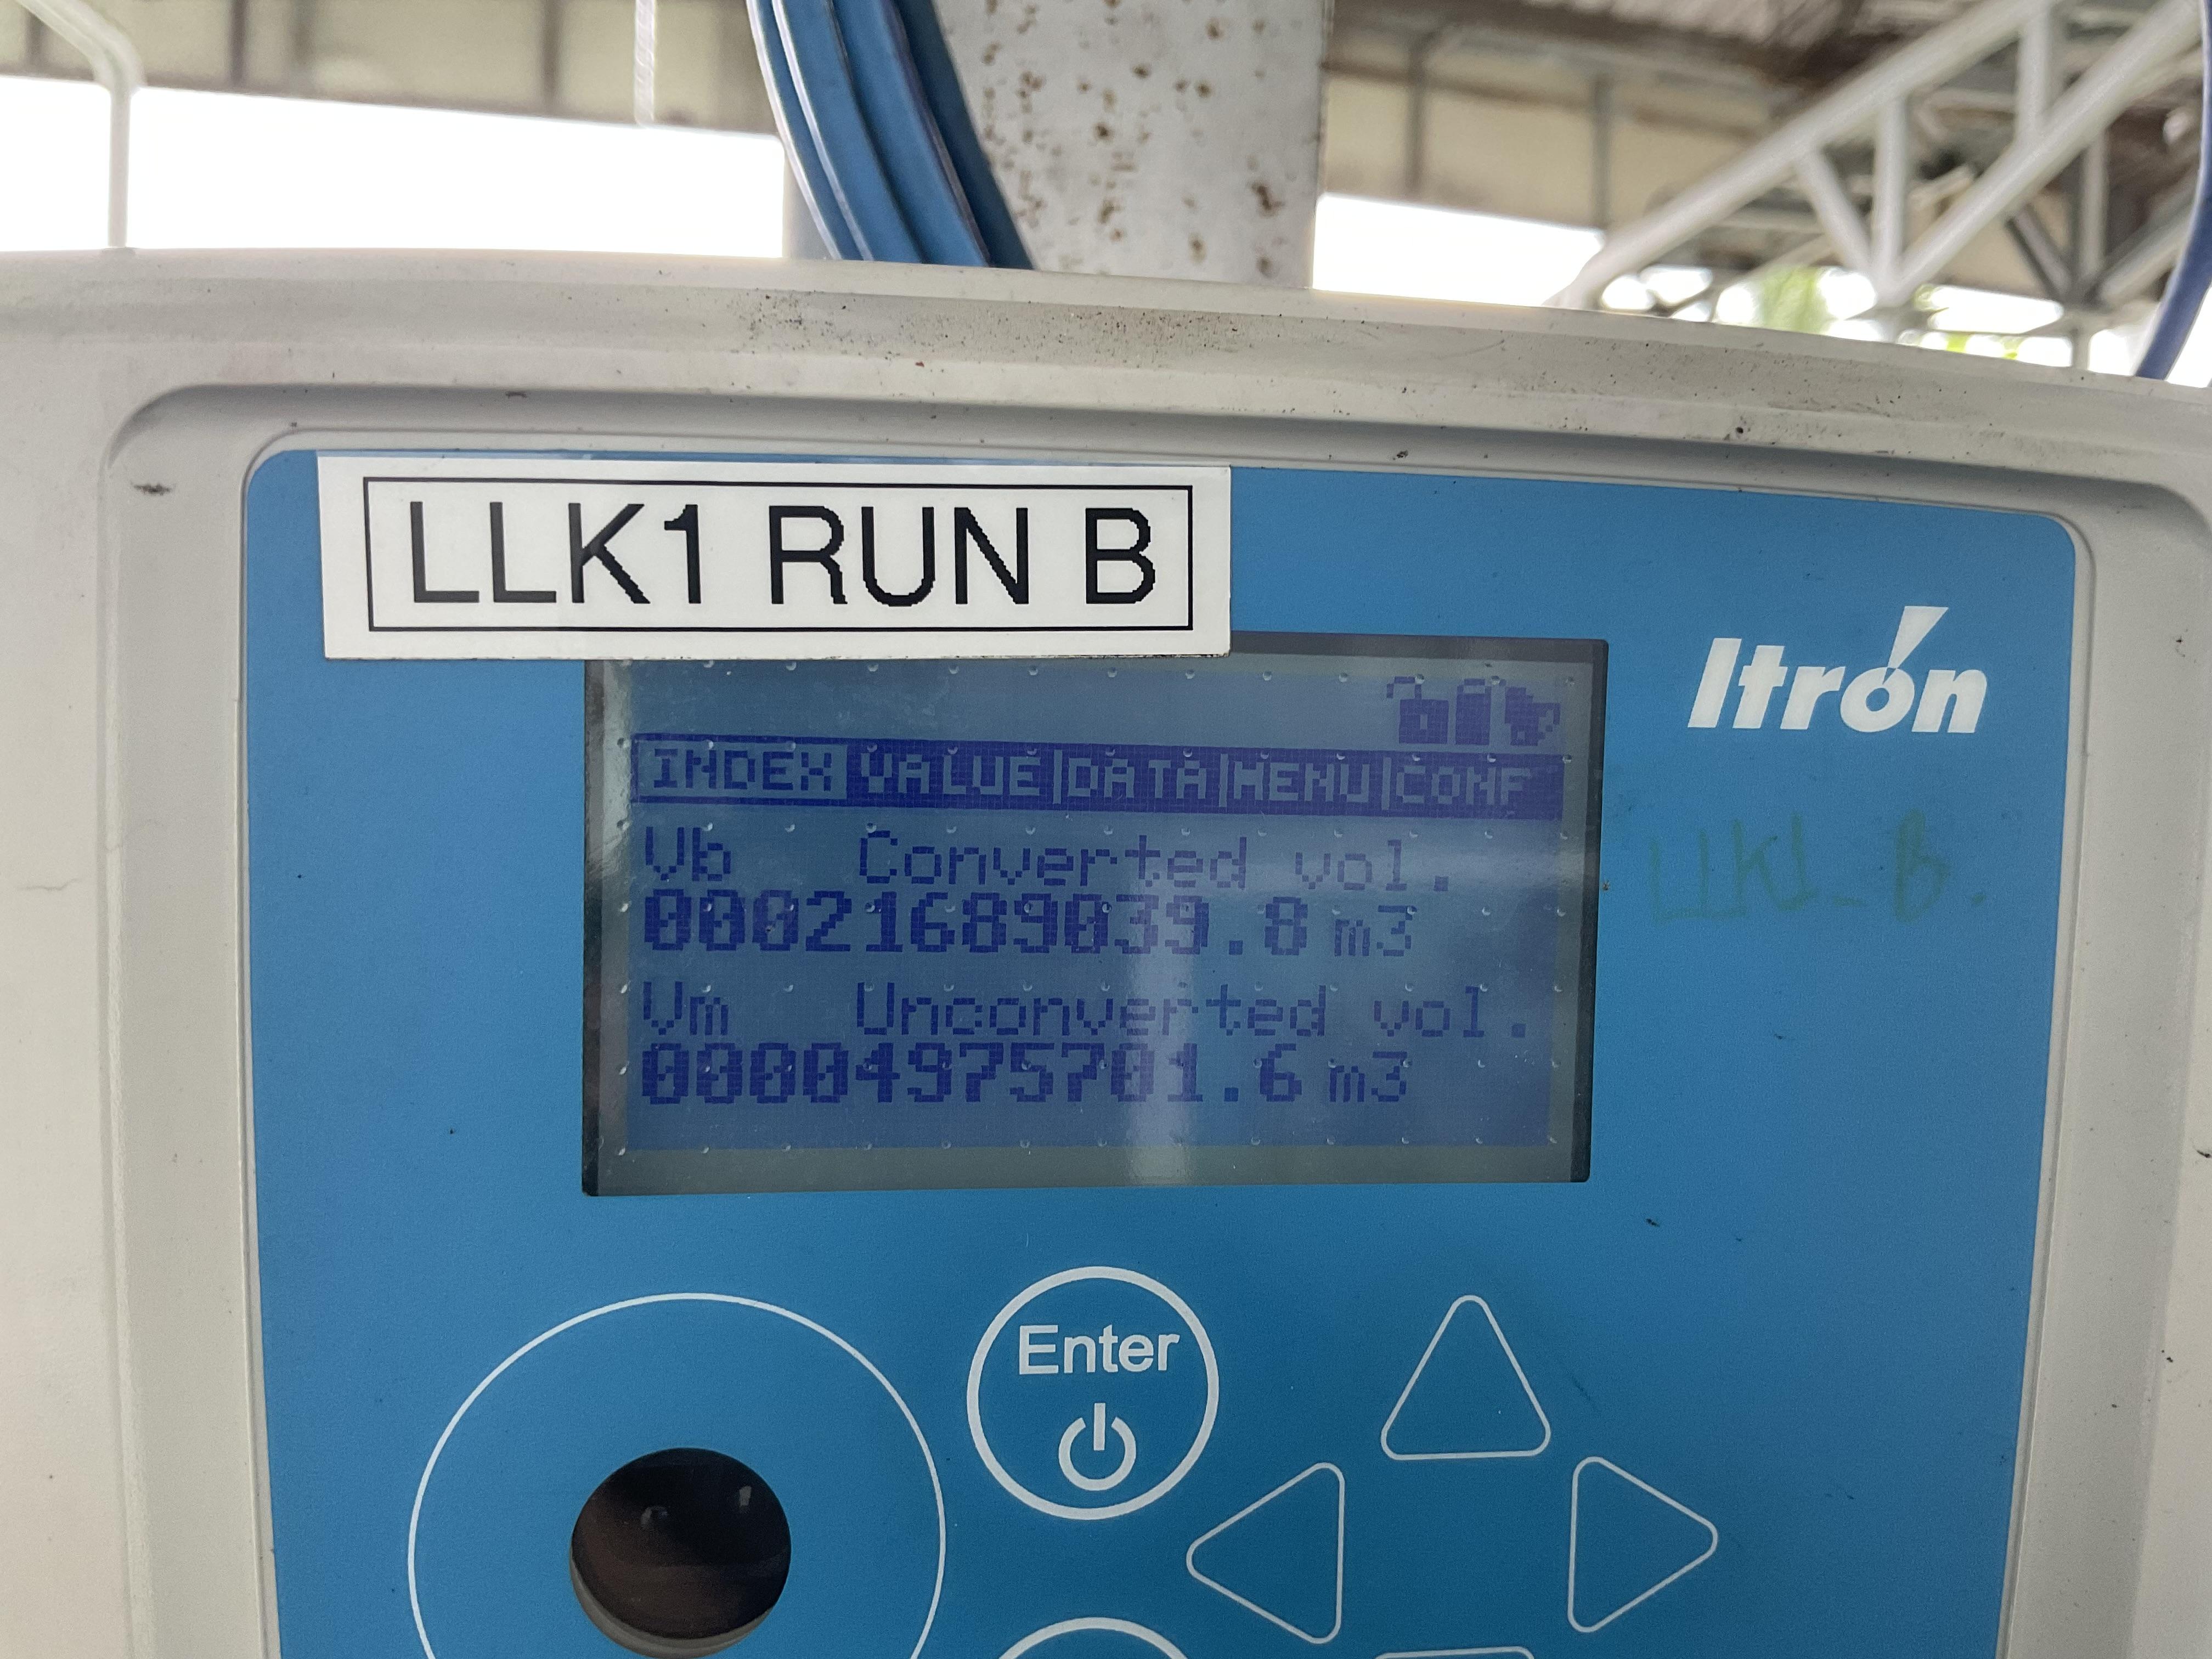 LLK1 RUN B
Itron
INDEX VALUE|DATA|MENU|CONF
LLK1-B.
Vb Converted vol.
00021689039.8 m3
Vm Unconverted vol.
00004975701.6 m3
Enter